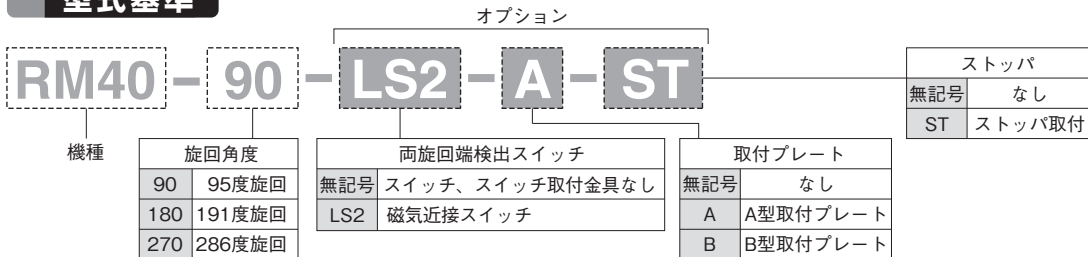 型式基準
オプション
RM40-90-LS2-A-ST
機種
旋回角度
90 95度旋回
180 191度旋回
270 286度旋回
両旋回端検出スイッチ
無記号 スイッチ、スイッチ取付金具なし
LS2 磁気近接スイッチ
取付プレート
無記号 なし
A A型取付プレート
B B型取付プレート
ストッパ
無記号 なし
ST ストッパ取付